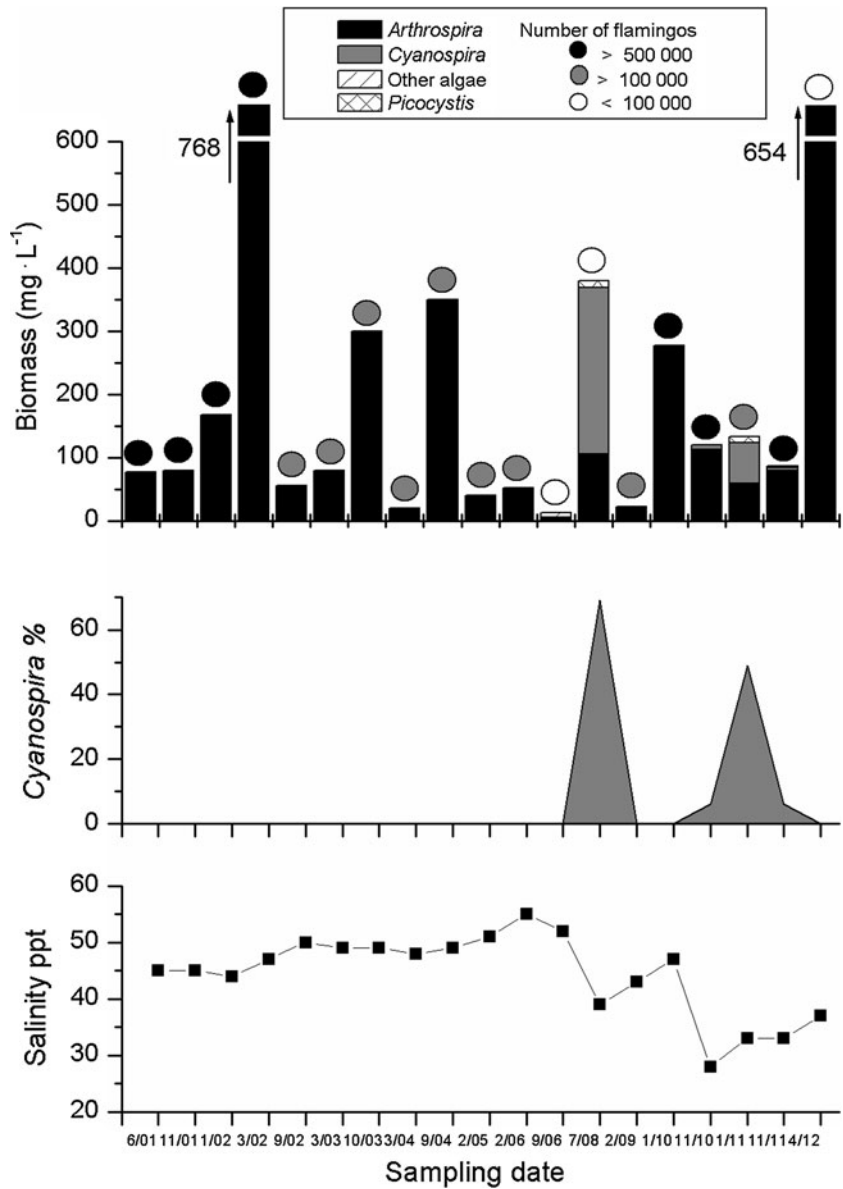 Arthrospira
Cyanospira
Other algae
Picocystis
Number of flamingos
> 500 000
> 100 000
< 100 000
Biomass (mg · L⁻¹)
600
500
400
300
200
100
0
768
654
Cyanospira %
60
40
20
0
Salinity ppt
60
50
40
30
20
6/01 11/01 1/02 3/02 9/02 3/03 10/03 3/04 9/04 2/05 2/06 9/06 7/08 2/09 1/10 11/10 1/11 11/11 4/12
Sampling date